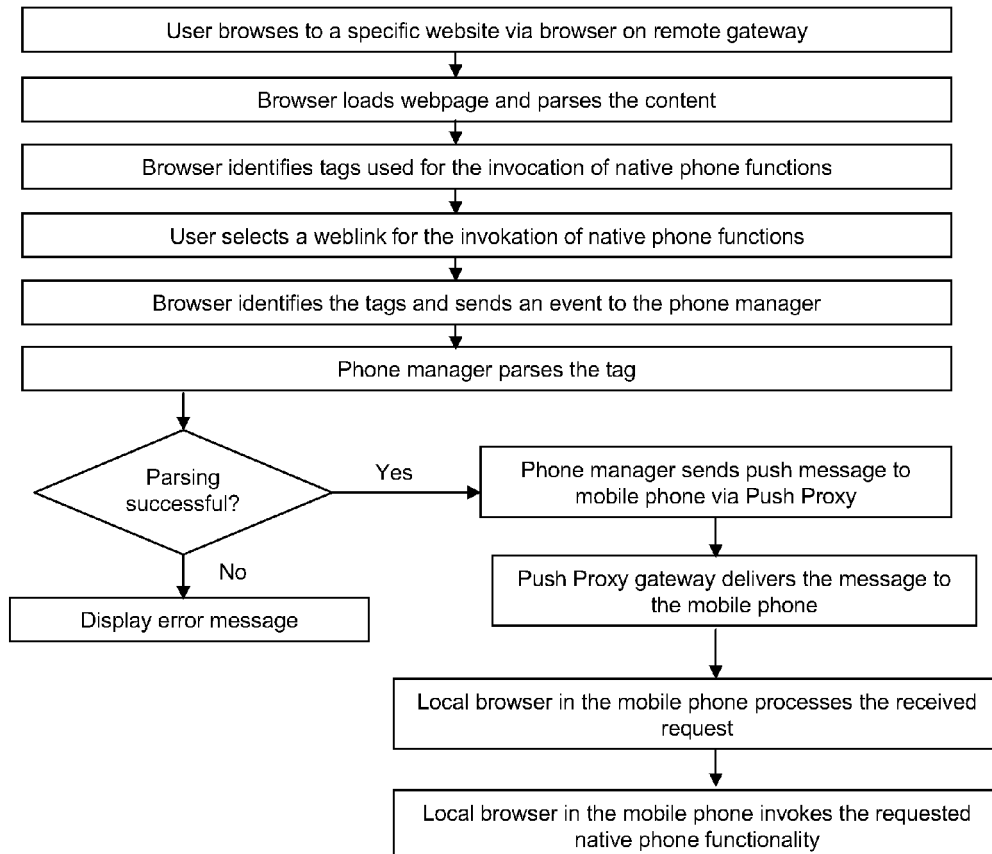 User browses to a specific website via browser on remote gateway
Browser loads webpage and parses the content
Browser identifies tags used for the invocation of native phone functions
User selects a weblink for the invokation of native phone functions
Browser identifies the tags and sends an event to the phone manager
Phone manager parses the tag
Parsing
successful?
Yes
Phone manager sends push message to
mobile phone via Push Proxy
No
Display error message
Push Proxy gateway delivers the message to
the mobile phone
Local browser in the mobile phone processes the received
request
Local browser in the mobile phone invokes the requested
native phone functionality